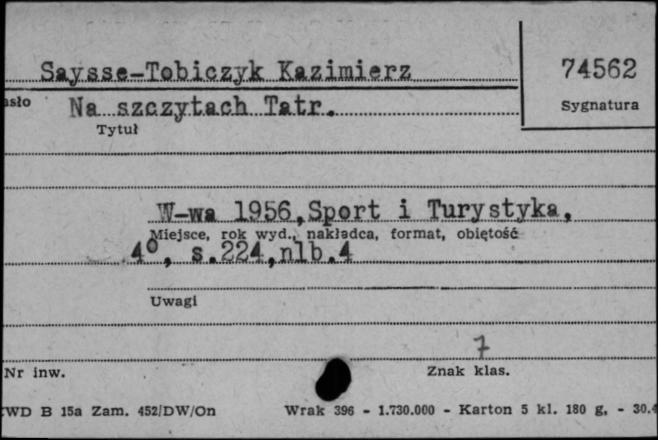 Saysse-Tobiczyk Kazimierz
74562
Na szczytach Tatr.
Sygnatura
Tytuł
W-wa 1956,Sport i Turystyka,
Miejsce, rok wyd., nakładca, format, objętość
4°, s.224,nlb.4
Uwagi
7
Nr inw.
Znak klas.
WD B 15a Zam. 452/DW/On Wrak 396 - 1.730.000 - Karton 5 kl. 180 g, - 30.4